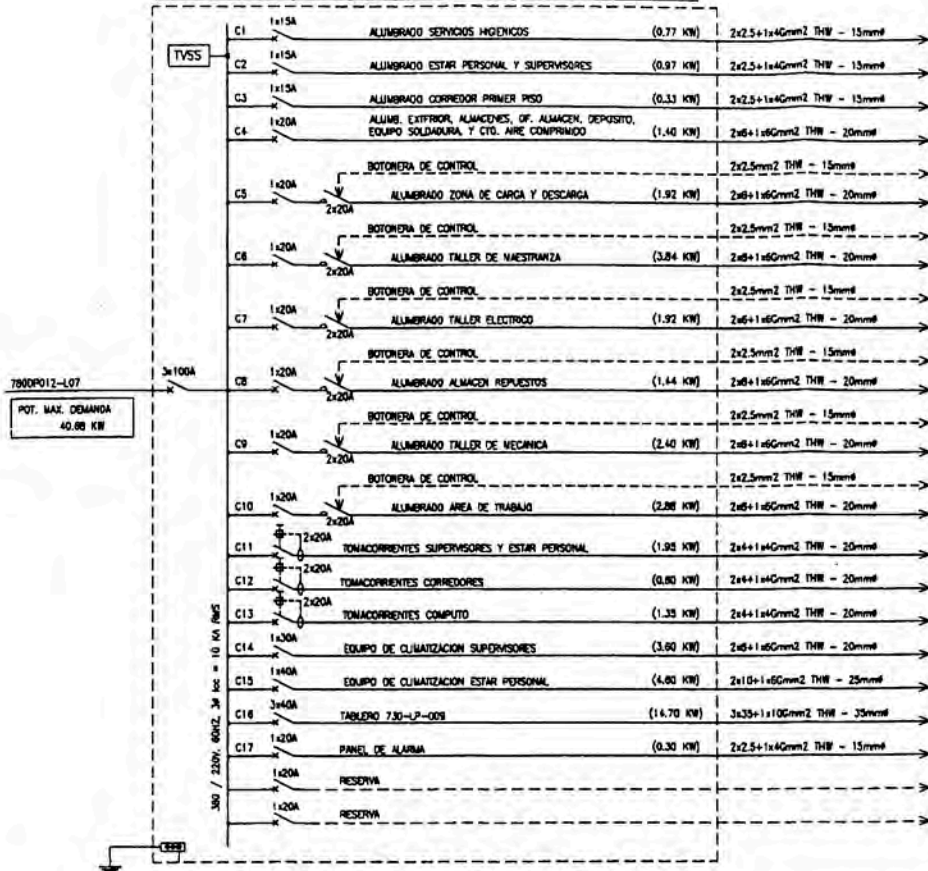 TVSS
C1 1x15A ALUMBRADO SERVICIOS HIGENICOS (0.77 KW) 2x2.5+1x4Gmm2 THW - 15mmø
C2 1x15A ALUMBRADO ESTAR PERSONAL Y SUPERVISORES (0.97 KW) 2x2.5+1x4Gmm2 THW - 15mmø
C3 1x15A ALUMBRADO CORREDOR PRIMER PISO (0.33 KW) 2x2.5+1x4Gmm2 THW - 15mmø
ALUMB. EXTERIOR, ALMACENES, OF. ALMACEN, DEPOSITO,
C4 1x20A EQUIPO SOLDADURA, Y CTO. AIRE COMPRIMIDO (1.40 KW) 2x6+1x6Gmm2 THW - 20mmø
BOTONERA DE CONTROL 2x2.5mm2 THW - 15mmø
C5 1x20A 2x20A ALUMBRADO ZONA DE CARGA Y DESCARGA (1.92 KW) 2x6+1x6Gmm2 THW - 20mmø
BOTONERA DE CONTROL 2x2.5mm2 THW - 15mmø
C6 1x20A 2x20A ALUMBRADO TALLER DE MAESTRANZA (3.84 KW) 2x6+1x6Gmm2 THW - 20mmø
BOTONERA DE CONTROL 2x2.5mm2 THW - 15mmø
C7 1x20A 2x20A ALUMBRADO TALLER ELECTRICO (1.92 KW) 2x6+1x6Gmm2 THW - 20mmø
BOTONERA DE CONTROL 2x2.5mm2 THW - 15mmø
780DP012-L07 3x100A C8 1x20A 2x20A ALUMBRADO ALMACEN REPUESTOS (1.44 KW) 2x6+1x6Gmm2 THW - 20mmø
POT. MAX. DEMANDA
40.68 KW
BOTONERA DE CONTROL 2x2.5mm2 THW - 15mmø
C9 1x20A 2x20A ALUMBRADO TALLER DE MECANICA (2.40 KW) 2x6+1x6Gmm2 THW - 20mmø
BOTONERA DE CONTROL 2x2.5mm2 THW - 15mmø
C10 1x20A 2x20A ALUMBRADO AREA DE TRABAJO (2.88 KW) 2x6+1x6Gmm2 THW - 20mmø
C11 2x20A TOMACORRIENTES SUPERVISORES Y ESTAR PERSONAL (1.95 KW) 2x4+1x4Gmm2 THW - 20mmø
C12 2x20A TOMACORRIENTES CORREDORES (0.60 KW) 2x4+1x4Gmm2 THW - 20mmø
C13 2x20A TOMACORRIENTES COMPUTO (1.35 KW) 2x4+1x4Gmm2 THW - 20mmø
C14 1x30A EQUIPO DE CLIMATIZACION SUPERVISORES (3.60 KW) 2x6+1x6Gmm2 THW - 20mmø
C15 1x40A EQUIPO DE CLIMATIZACION ESTAR PERSONAL (4.80 KW) 2x10+1x6Gmm2 THW - 25mmø
C16 3x40A TABLERO 730-LP-009 (14.70 KW) 3x35+1x10Gmm2 THW - 35mmø
C17 1x20A PANEL DE ALARMA (0.30 KW) 2x2.5+1x4Gmm2 THW - 15mmø
1x20A RESERVA
1x20A RESERVA
380 / 220V, 60HZ, 3ø Icc = 10 KA RMS